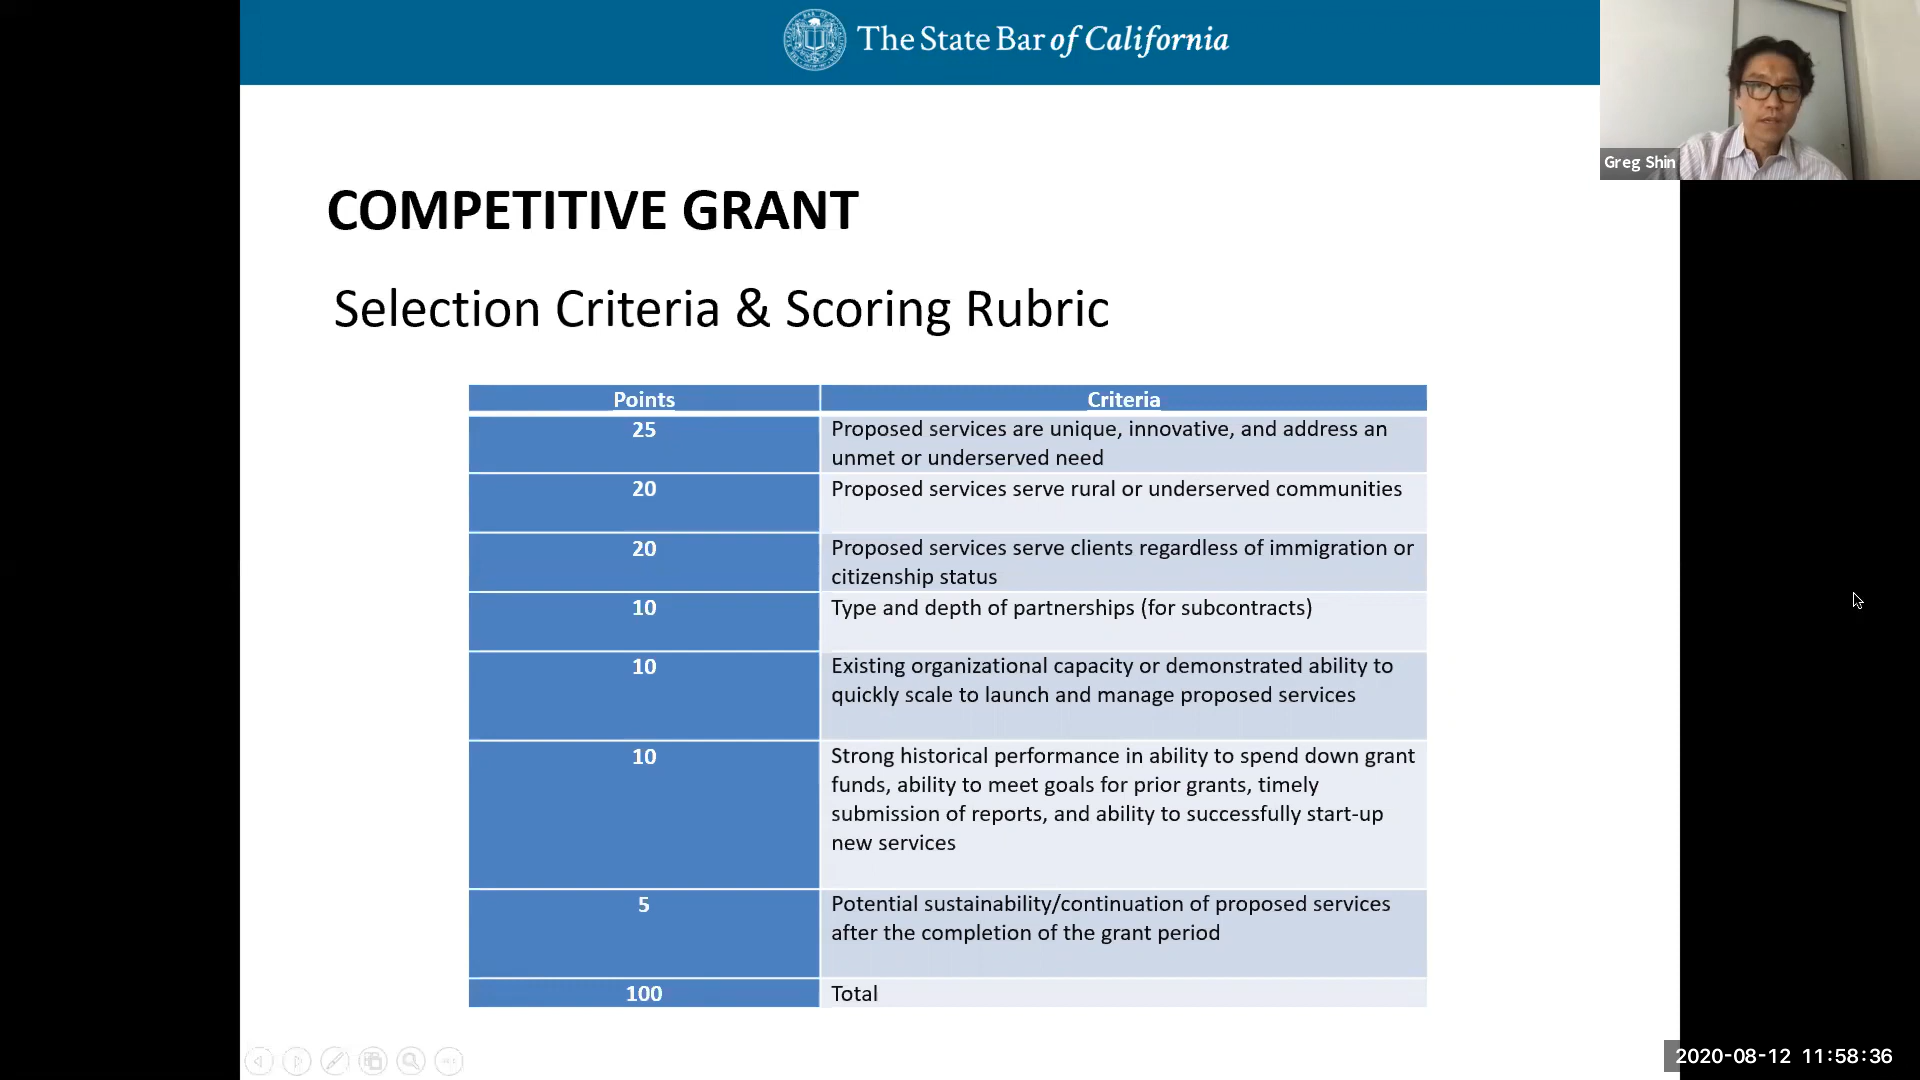 The State Bar of California
Greg Shin
COMPETITIVE GRANT
Selection Criteria & Scoring Rubric
Points Criteria
25 Proposed services are unique, innovative, and address an
unmet or underserved need
20 Proposed services serve rural or underserved communities
20 Proposed services serve clients regardless of immigration or
citizenship status
10 Type and depth of partnerships (for subcontracts)
10 Existing organizational capacity or demonstrated ability to
quickly scale to launch and manage proposed services
10 Strong historical performance in ability to spend down grant
funds, ability to meet goals for prior grants, timely
submission of reports, and ability to successfully start-up
new services
5 Potential sustainability/continuation of proposed services
after the completion of the grant period
100 Total
2020-08-12 11:58:36